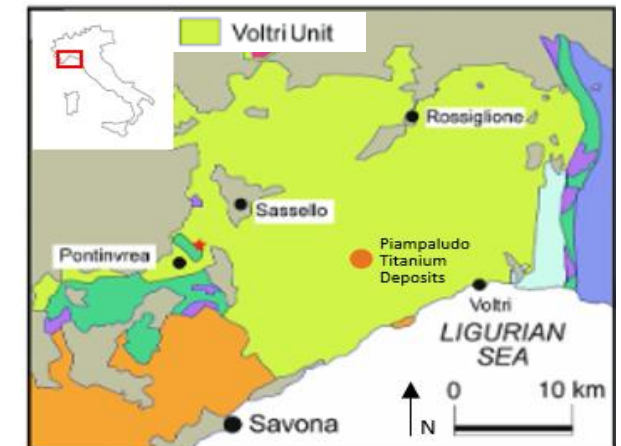 Voltri Unit
Rossiglione
Sassello
Pontinvrea
Piampaludo
Titanium
Deposits
Voltri
LIGURIAN
SEA
0 10 km
N
Savona